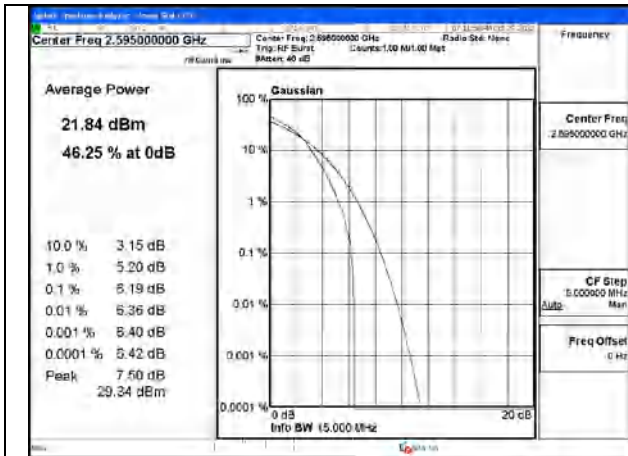 Center Freq 2.595000000 GHz
Center Freq: 2.595000000 GHz
Radio Std: None
Trig: RF Burst
Counts:1.00 M/1.00 Mpt
#Atten: 40 dB
Frequency
Average Power
21.84 dBm
46.25 % at 0dB
10.0 % 3.15 dB
1.0 % 5.20 dB
0.1 % 6.19 dB
0.01 % 6.36 dB
0.001 % 6.40 dB
0.0001 % 6.42 dB
Peak 7.50 dB
29.34 dBm
Gaussian
100 %
10 %
1 %
0.1 %
0.01 %
0.001 %
0.0001 %
0 dB
20 dB
Info BW 15.000 MHz
Center Freq
2.595000000 GHz
CF Step
5.000000 MHz
Auto Man
Freq Offset
0 Hz